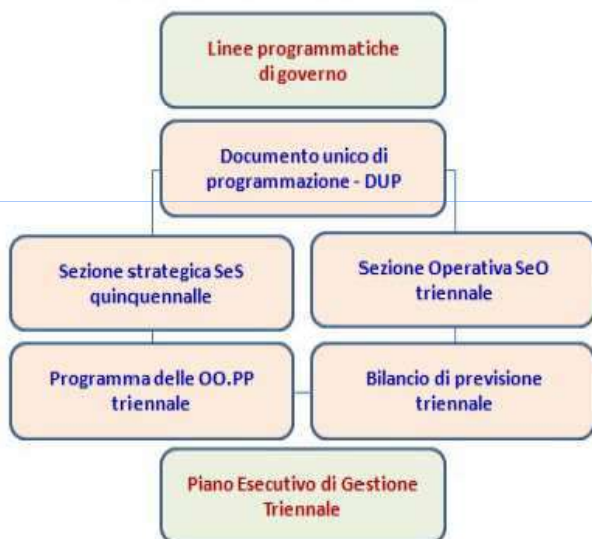 Linee programmatiche
di governo
Documento unico di
programmazione - DUP
Sezione strategica SeS
quinquennalle
Sezione Operativa SeO
triennale
Programma delle OO.PP
triennale
Bilancio di previsione
triennale
Piano Esecutivo di Gestione
Triennale